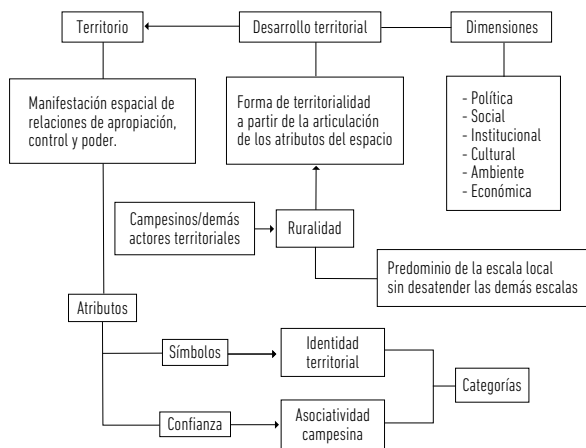 Territorio
Desarrollo territorial
Dimensiones
Manifestación espacial de
relaciones de apropiación,
control y poder.
Forma de territorialidad
a partir de la articulación
de los atributos del espacio
- Política
- Social
- Institucional
- Cultural
- Ambiente
- Económica
Campesinos/demás
actores territoriales
Ruralidad
Predominio de la escala local
sin desatender las demás escalas
Atributos
Símbolos
Identidad
territorial
Categorías
Confianza
Asociatividad
campesina